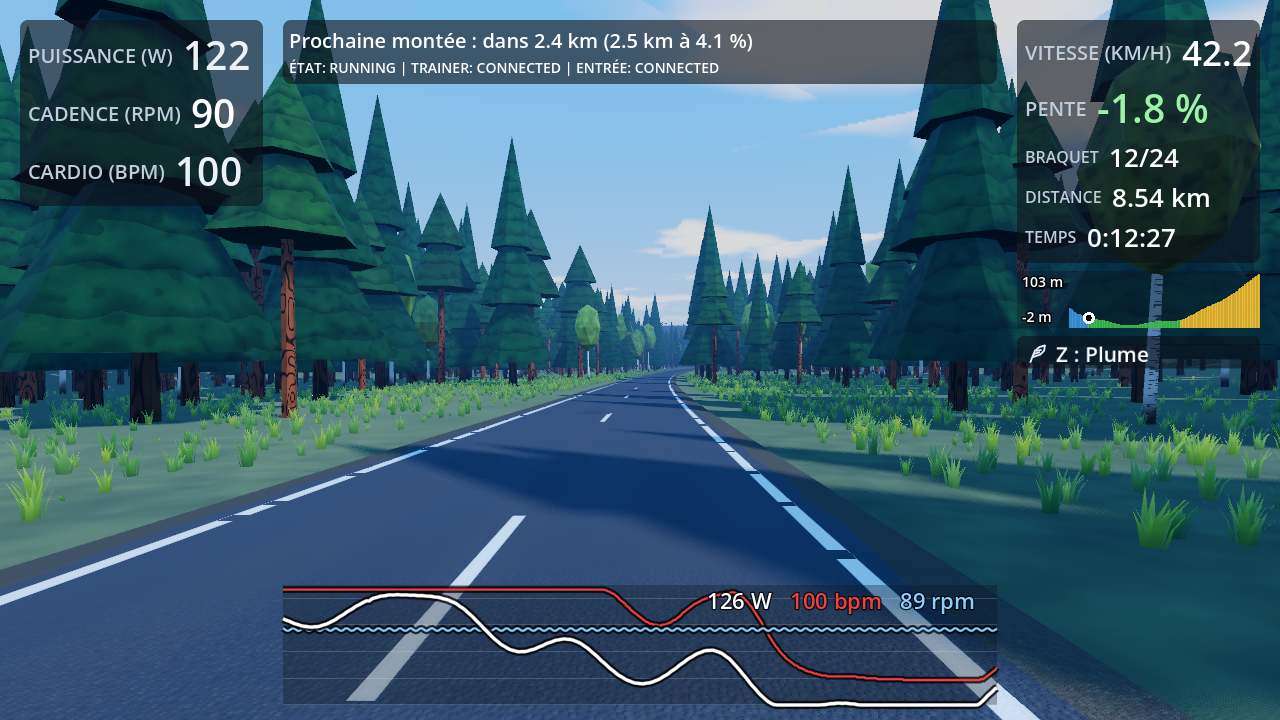 PUISSANCE (W) 122
CADENCE (RPM) 90
CARDIO (BPM) 100
Prochaine montée : dans 2.4 km (2.5 km à 4.1 %)
ÉTAT: RUNNING | TRAINER: CONNECTED | ENTRÉE: CONNECTED
VITESSE (KM/H) 42.2
PENTE -1.8 %
BRAQUET 12/24
DISTANCE 8.54 km
TEMPS 0:12:27
103 m
-2 m
Z : Plume
126 W 100 bpm 89 rpm